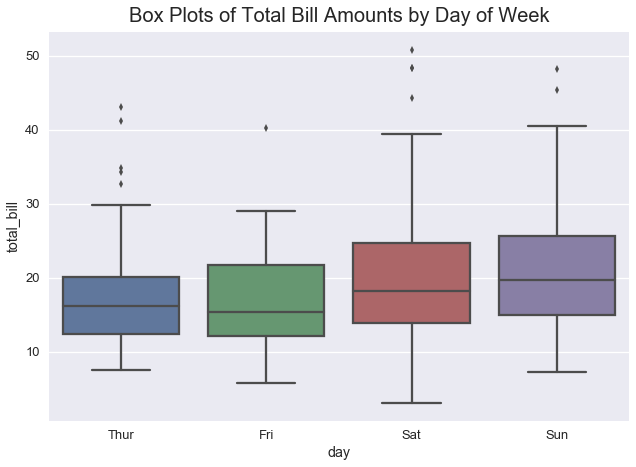 Box Plots of Total Bill Amounts by Day of Week
50
40
30
20
10
total_bill
Thur Fri Sat Sun
day